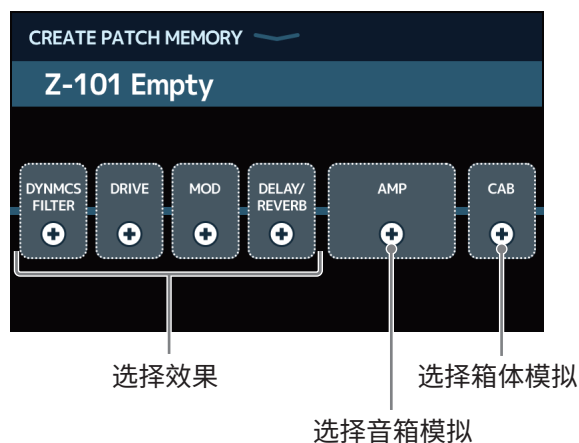 CREATE PATCH MEMORY
Z-101 Empty
DYNMCS
FILTER
DRIVE
MOD
DELAY/
REVERB
AMP
CAB
选择效果
选择箱体模拟
选择音箱模拟